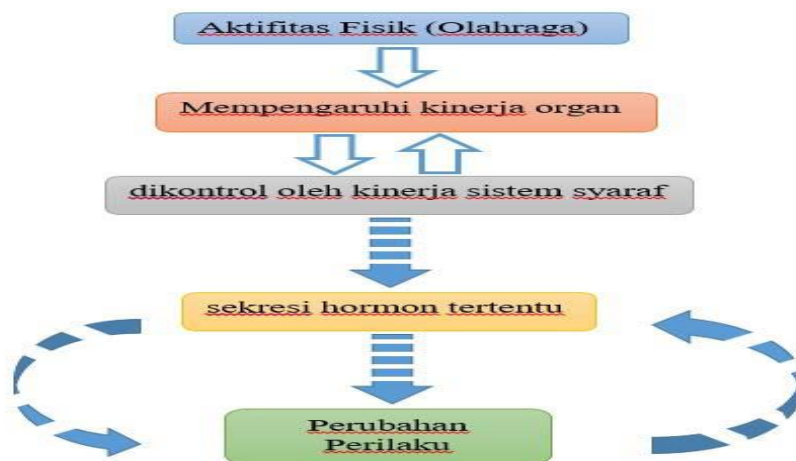 Aktifitas Fisik (Olahraga)
Mempengaruhi kinerja organ
dikontrol oleh kinerja sistem syaraf
sekresi hormon tertentu
Perubahan
Perilaku